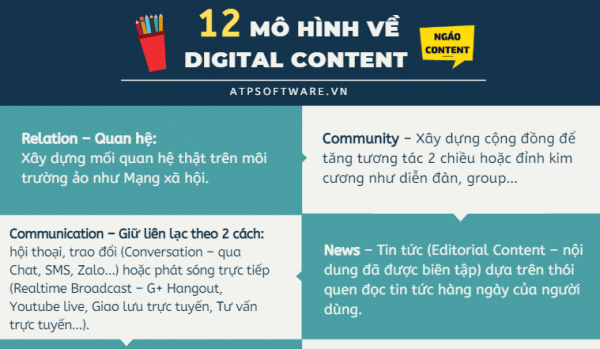 12 MÔ HÌNH VỀ
DIGITAL CONTENT
NGÁO
CONTENT
ATPSOFTWARE.VN
Relation – Quan hệ:
Xây dựng mối quan hệ thật trên môi
trường ảo như Mạng xã hội.
Community – Xây dựng cộng đồng để
tăng tương tác 2 chiều hoặc đỉnh kim
cương như diễn đàn, group...
Communication – Giữ liên lạc theo 2 cách:
hội thoại, trao đổi (Conversation – qua
Chat, SMS, Zalo...) hoặc phát sóng trực tiếp
(Realtime Broadcast – G+ Hangout,
Youtube live, Giao lưu trực tuyến, Tư vấn
trực tuyến...).
News – Tin tức (Editorial Content – nội
dung đã được biên tập) dựa trên thói
quen đọc tin tức hàng ngày của người
dùng.